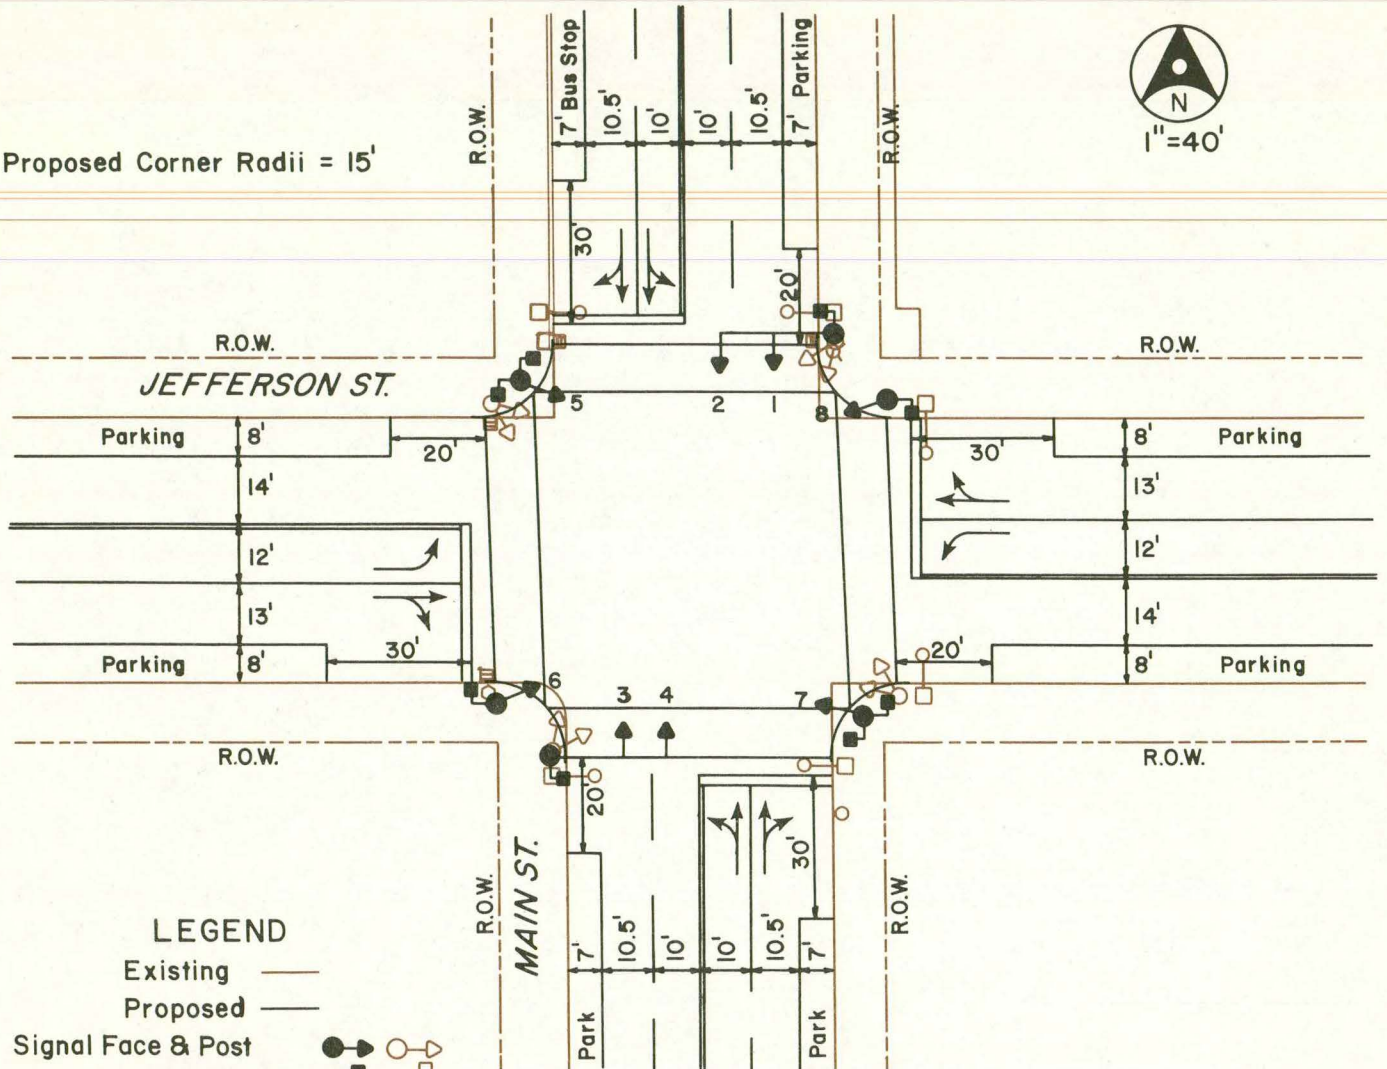 7' Bus Stop
10.5'
10'
10'
10.5'
7' Parking
R.O.W.
R.O.W.
N
1"=40'
Proposed Corner Radii = 15'
30'
20'
R.O.W.
R.O.W.
JEFFERSON ST.
5
2
1
8
Parking
8'
20'
30'
8'
Parking
14'
13'
12'
12'
13'
14'
Parking
8'
30'
20'
8'
Parking
6
3
4
7
R.O.W.
R.O.W.
20'
30'
MAIN ST.
R.O.W.
R.O.W.
7'
10.5'
10'
10'
10.5'
7'
Park
Park
LEGEND
Existing
Proposed
Signal Face & Post